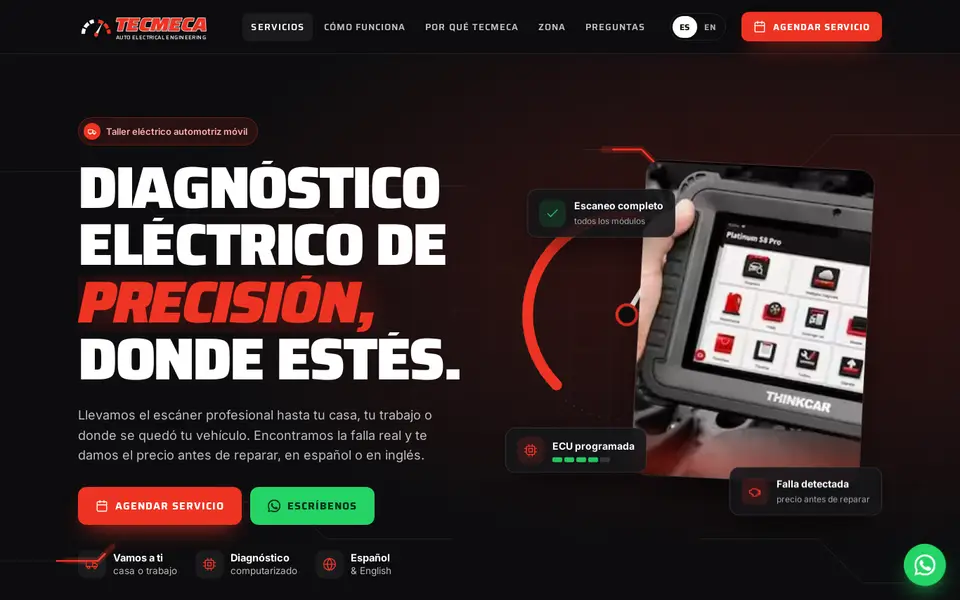 TECMECA
AUTO ELECTRICAL ENGINEERING
SERVICIOS
CÓMO FUNCIONA
POR QUÉ TECMECA
ZONA
PREGUNTAS
ES
EN
AGENDAR SERVICIO
Taller eléctrico automotriz móvil
DIAGNÓSTICO
ELÉCTRICO DE
PRECISIÓN,
DONDE ESTÉS.
Llevamos el escáner profesional hasta tu casa, tu trabajo o
donde se quedó tu vehículo. Encontramos la falla real y te
damos el precio antes de reparar, en español o en inglés.
AGENDAR SERVICIO
ESCRÍBENOS
Vamos a ti
casa o trabajo
Diagnóstico
computarizado
Español
& English
Escaneo completo
todos los módulos
Platinum S8 Pro
THINKCAR
ECU programada
Falla detectada
precio antes de reparar